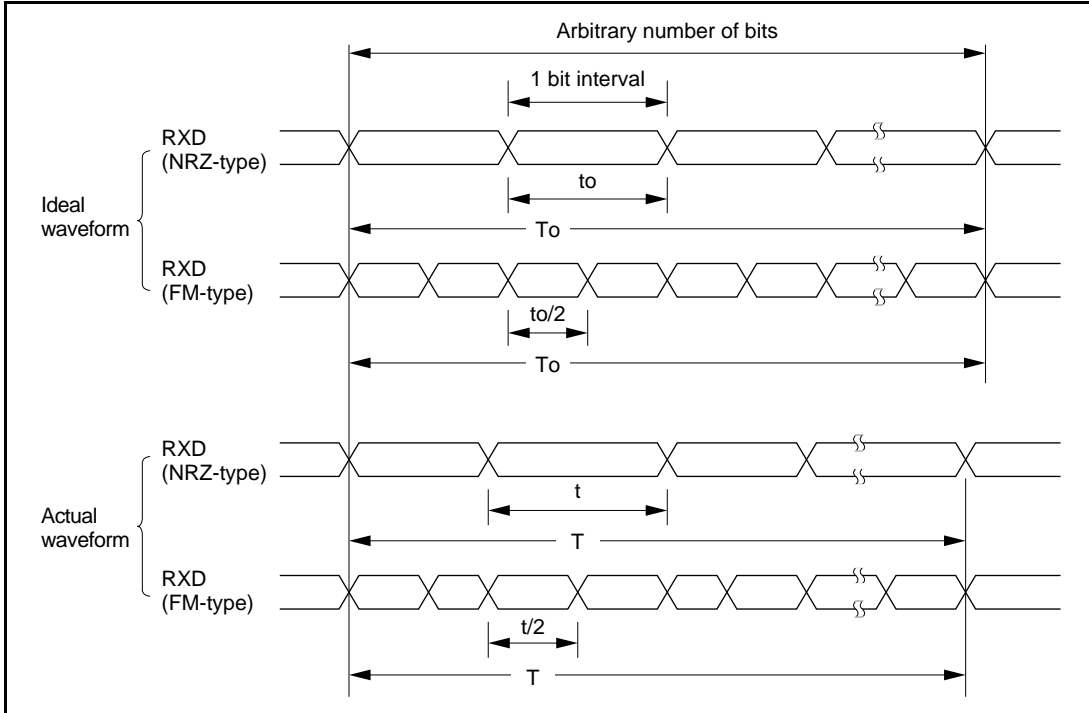 Arbitrary number of bits
1 bit interval
RXD
(NRZ-type)
to
Ideal
waveform
To
RXD
(FM-type)
to/2
To
RXD
(NRZ-type)
t
Actual
waveform
T
RXD
(FM-type)
t/2
T